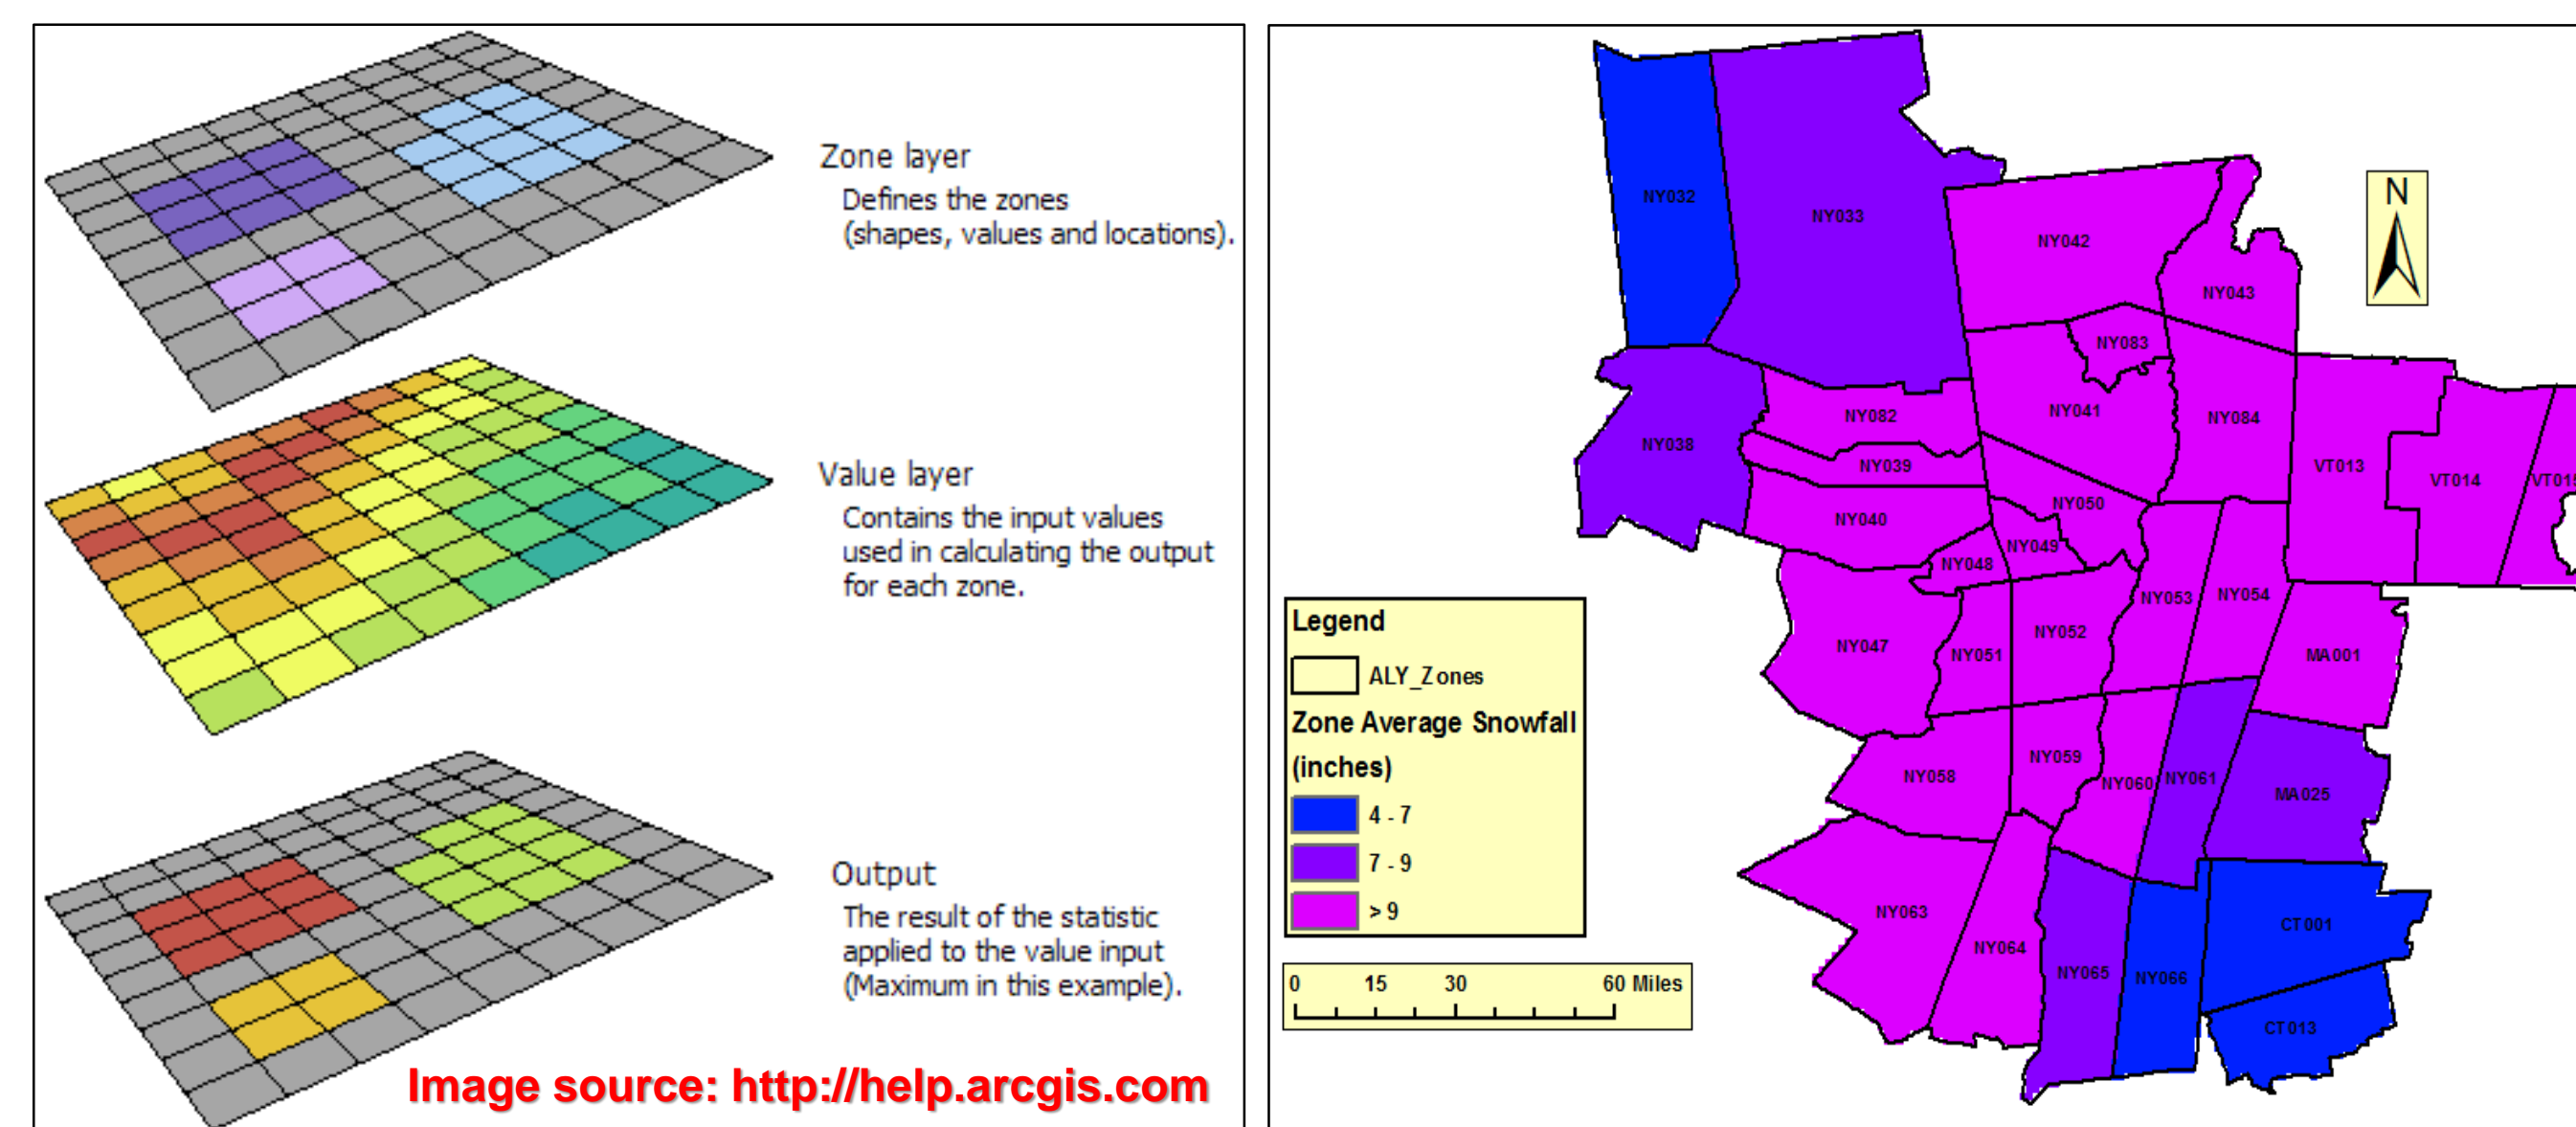 Zone layer
Defines the zones
(shapes, values and locations).
Value layer
Contains the input values
used in calculating the output
for each zone.
Output
The result of the statistic
applied to the value input
(Maximum in this example).
Image source: http://help.arcgis.com
N
NY032
NY033
NY042
NY043
NY083
NY082
NY041
NY084
NY038
NY039
VT013
VT014
NY040
NY050
NY049
NY048
NY053
NY054
NY047
NY051
NY052
MA001
NY058
NY059
NY060
NY061
MA025
NY063
NY064
NY065
NY066
CT001
CT013
Legend
ALY_Zones
Zone Average Snowfall
(inches)
4 - 7
7 - 9
> 9
0 15 30 60 Miles